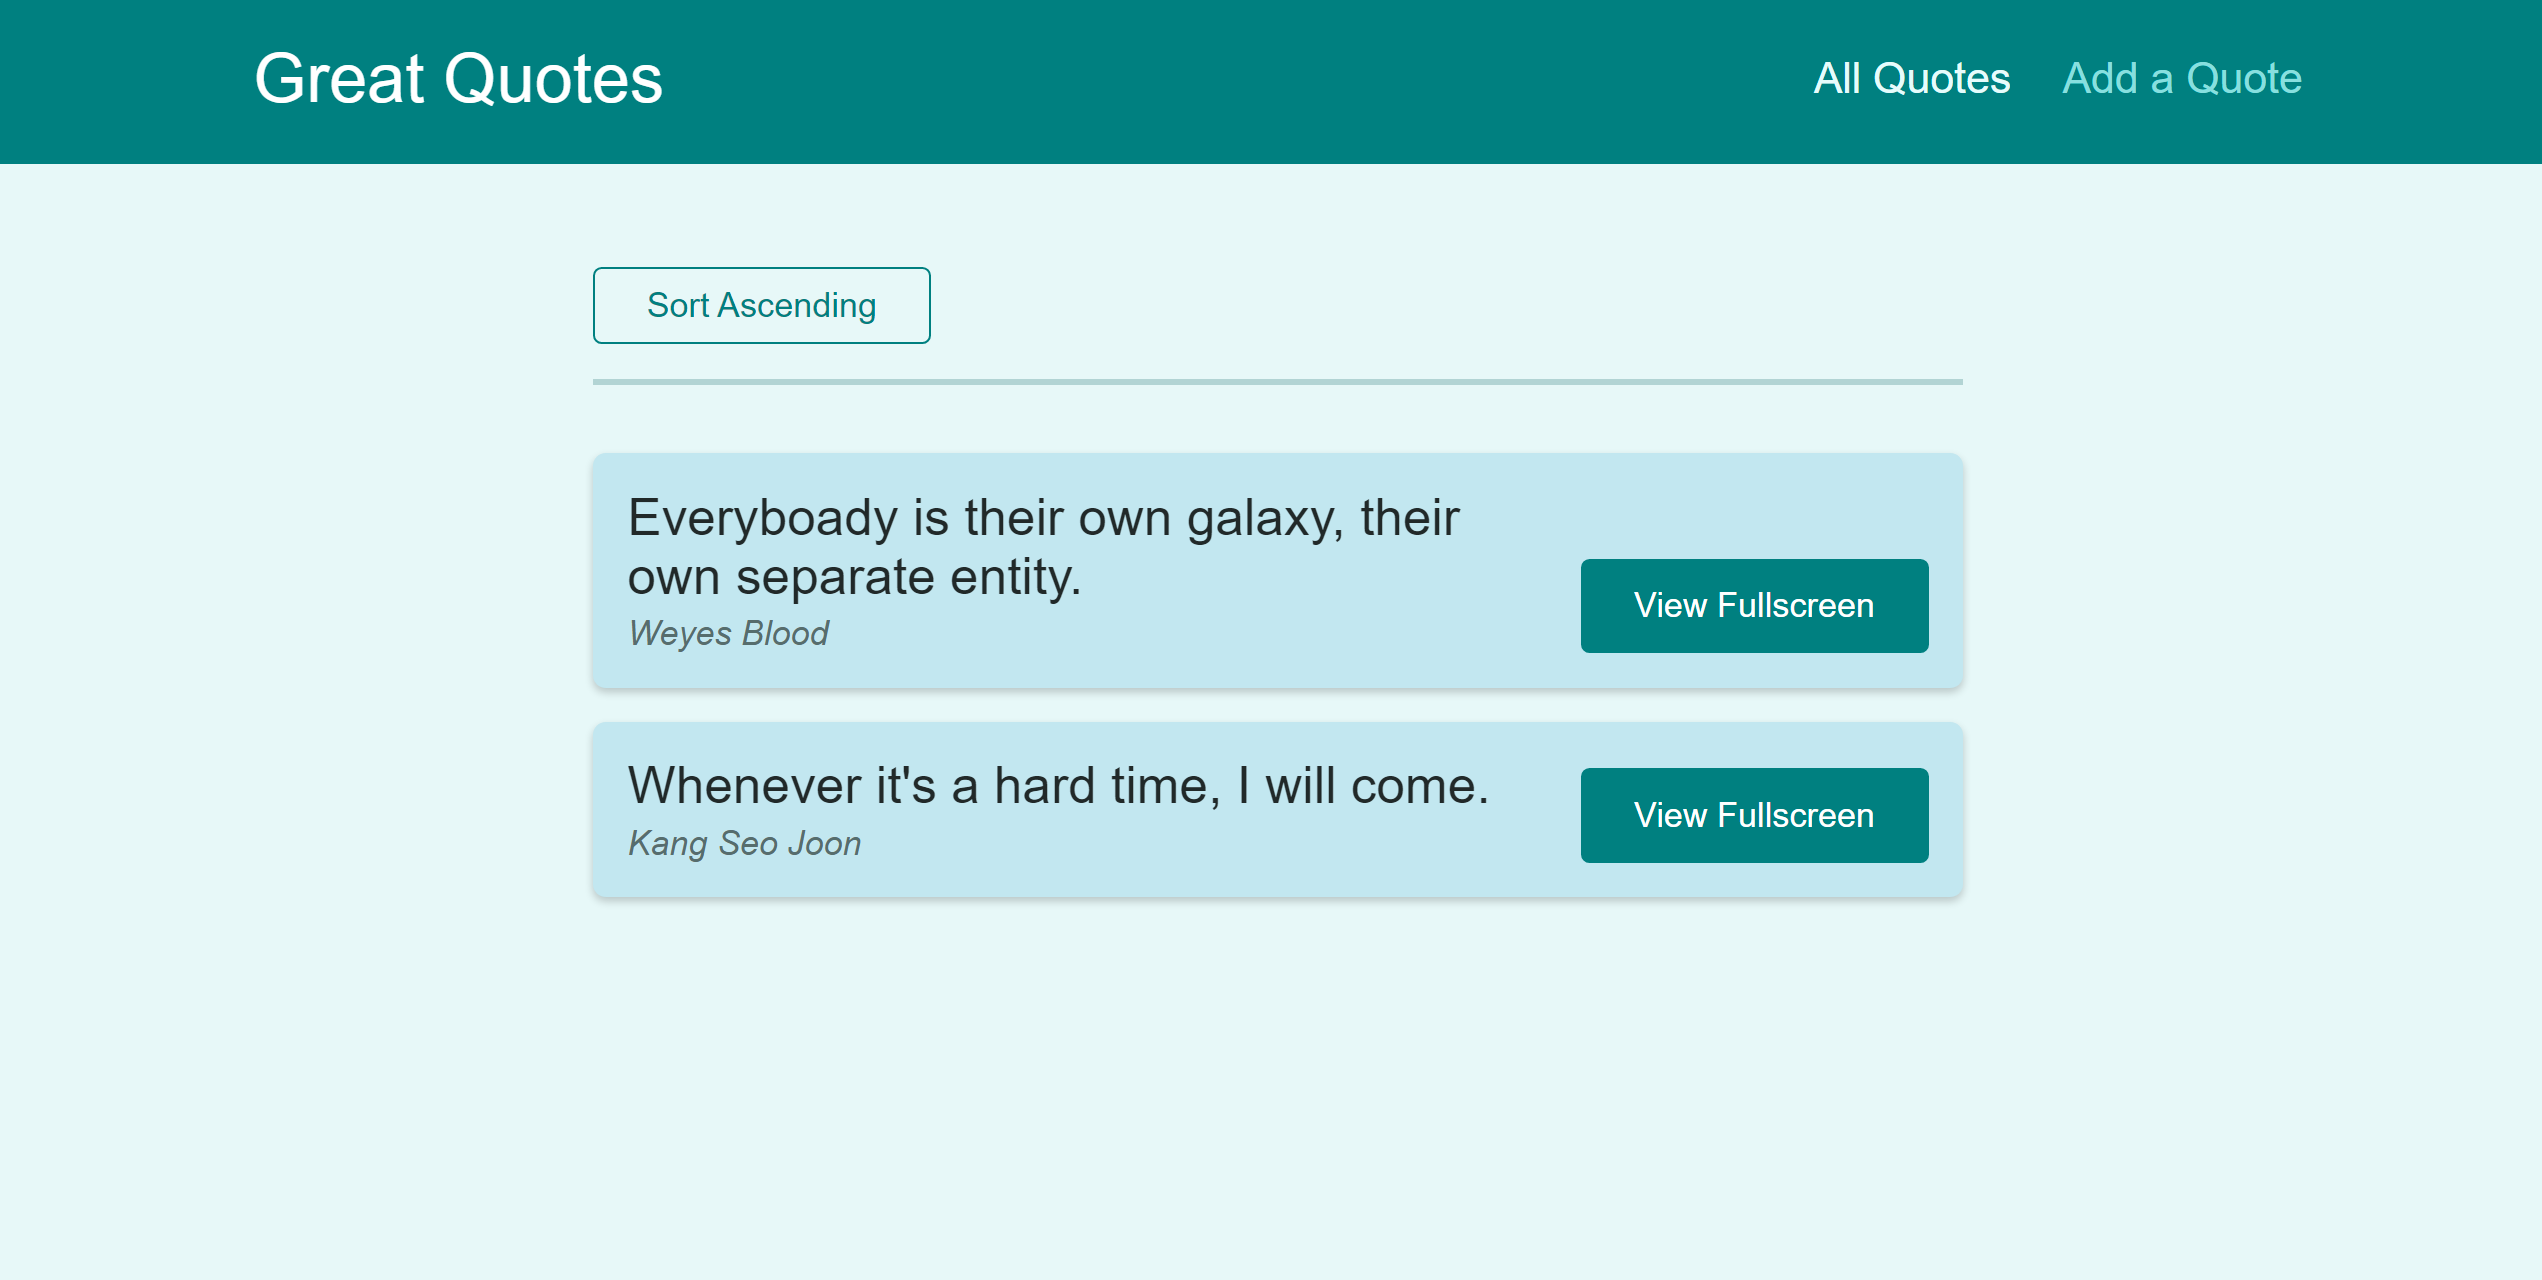 Great Quotes
All Quotes
Add a Quote
Sort Ascending
Everyboady is their own galaxy, their
own separate entity.
Weyes Blood
View Fullscreen
Whenever it's a hard time, I will come.
Kang Seo Joon
View Fullscreen